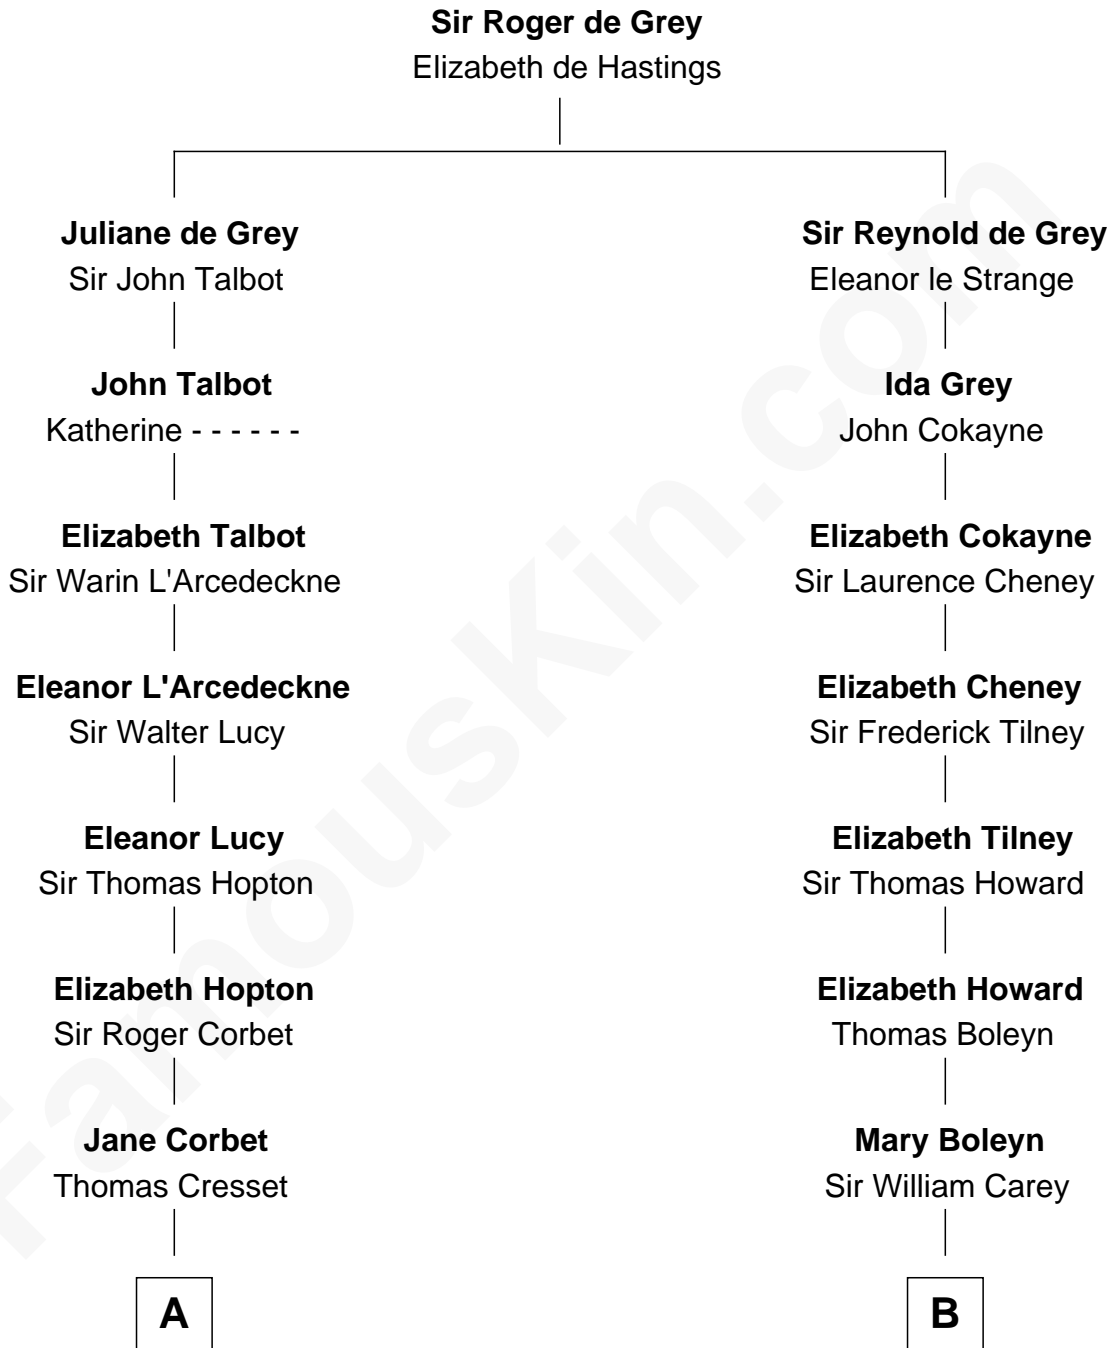 Sir Roger de Grey
Elizabeth de Hastings
Juliane de Grey
Sir John Talbot
Sir Reynold de Grey
Eleanor le Strange
John Talbot
Katherine - - - - - -
Ida Grey
John Cokayne
Elizabeth Talbot
Sir Warin L'Arcedeckne
Elizabeth Cokayne
Sir Laurence Cheney
Eleanor L'Arcedeckne
Sir Walter Lucy
Elizabeth Cheney
Sir Frederick Tilney
Eleanor Lucy
Sir Thomas Hopton
Elizabeth Tilney
Sir Thomas Howard
Elizabeth Hopton
Sir Roger Corbet
Elizabeth Howard
Thomas Boleyn
Jane Corbet
Thomas Cresset
Mary Boleyn
Sir William Carey
A
B
FamousKin.com